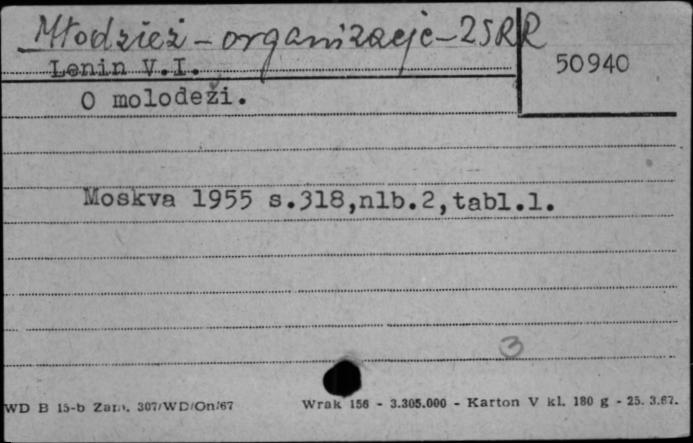 Młodzież - organizacje - ZSRR
Lenin V.I.
50940
O molodeži.
Moskva 1955 s.318,nlb.2,tabl.1.
3
WD B 15-b Zam. 307/WD/On/67
Wrak 156 - 3.305.000 - Karton V kl. 180 g - 25. 3.67.